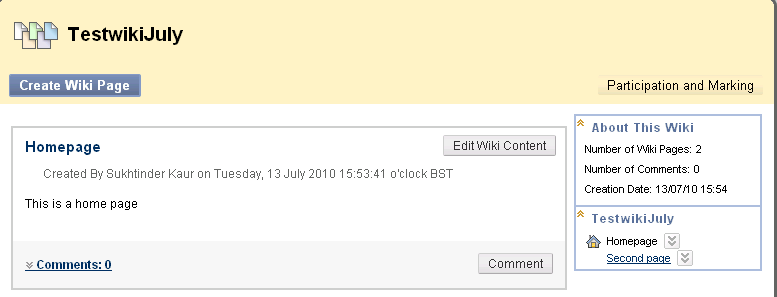 TestwikiJuly
Create Wiki Page
Participation and Marking
Homepage
Edit Wiki Content
Created By Sukhtinder Kaur on Tuesday, 13 July 2010 15:53:41 o'clock BST
This is a home page
Comments: 0
Comment
About This Wiki
Number of Wiki Pages: 2
Number of Comments: 0
Creation Date: 13/07/10 15:54
TestwikiJuly
Homepage
Second page